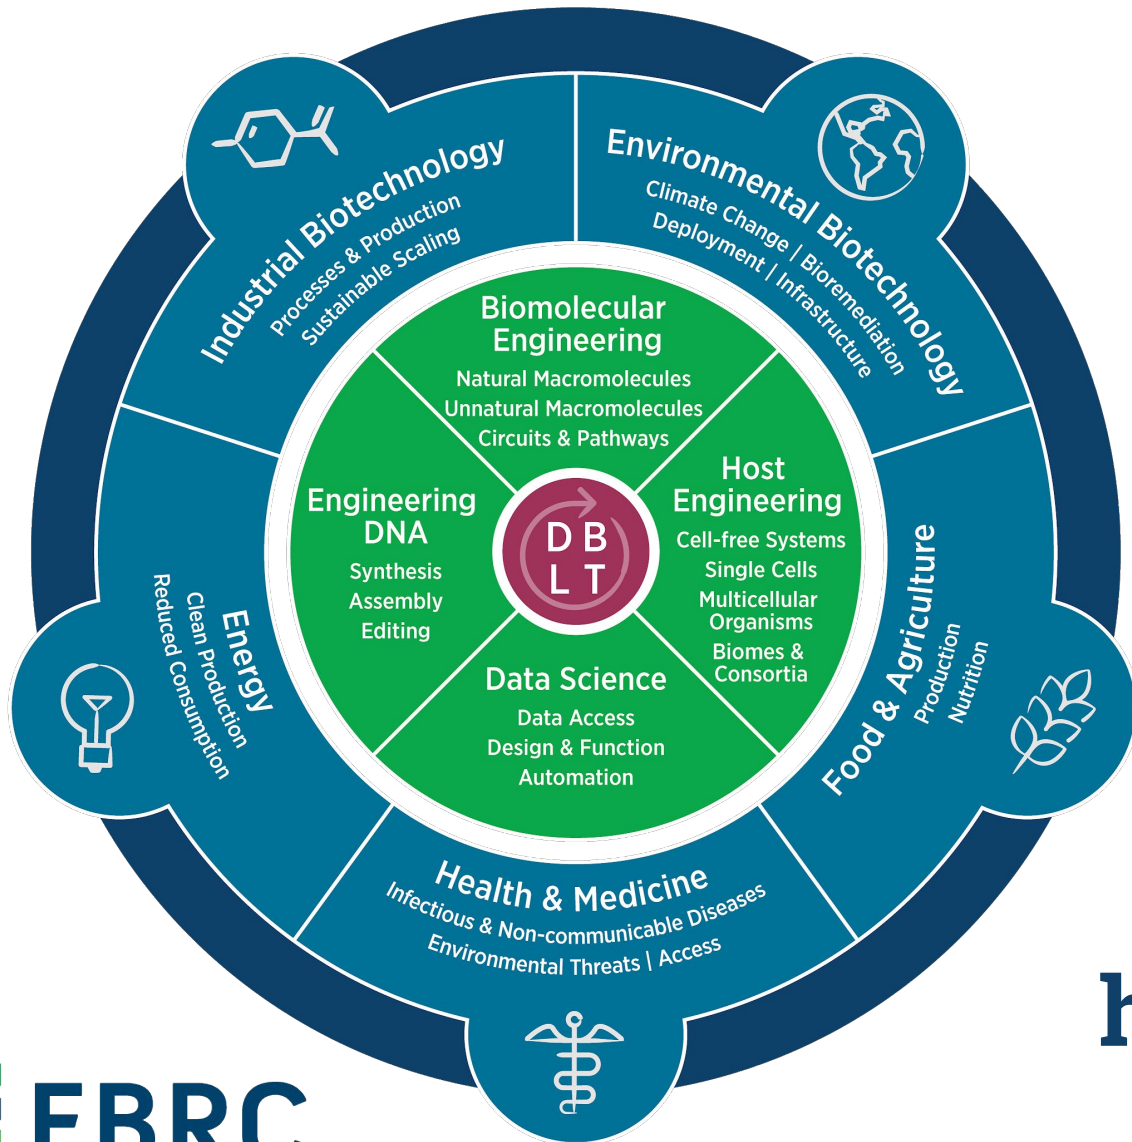 Industrial Biotechnology
Processes & Production
Sustainable Scaling
Environmental Biotechnology
Climate Change | Bioremediation
Deployment | Infrastructure
Biomolecular
Engineering
Natural Macromolecules
Unnatural Macromolecules
Circuits & Pathways
Engineering
DNA
Synthesis
Assembly
Editing
D B
L T
Host
Engineering
Cell-free Systems
Single Cells
Multicellular
Organisms
Biomes &
Consortia
Data Science
Data Access
Design & Function
Automation
Energy
Clean Production
Reduced Consumption
Food & Agriculture
Production
Nutrition
Health & Medicine
Infectious & Non-communicable Diseases
Environmental Threats | Access
EBRC